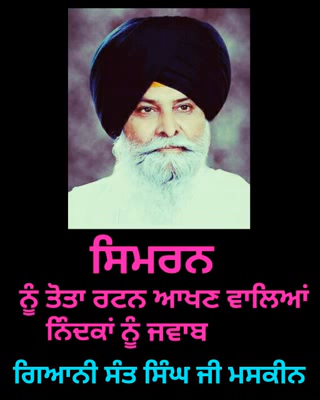 ਸਿਮਰਨ
ਨੂੰ ਤੋਤਾ ਰਟਨ ਆਖਣ ਵਾਲਿਆਂ
ਨਿੰਦਕਾਂ ਨੂੰ ਜਵਾਬ
ਗਿਆਨੀ ਸੰਤ ਸਿੰਘ ਜੀ ਮਸਕੀਨ